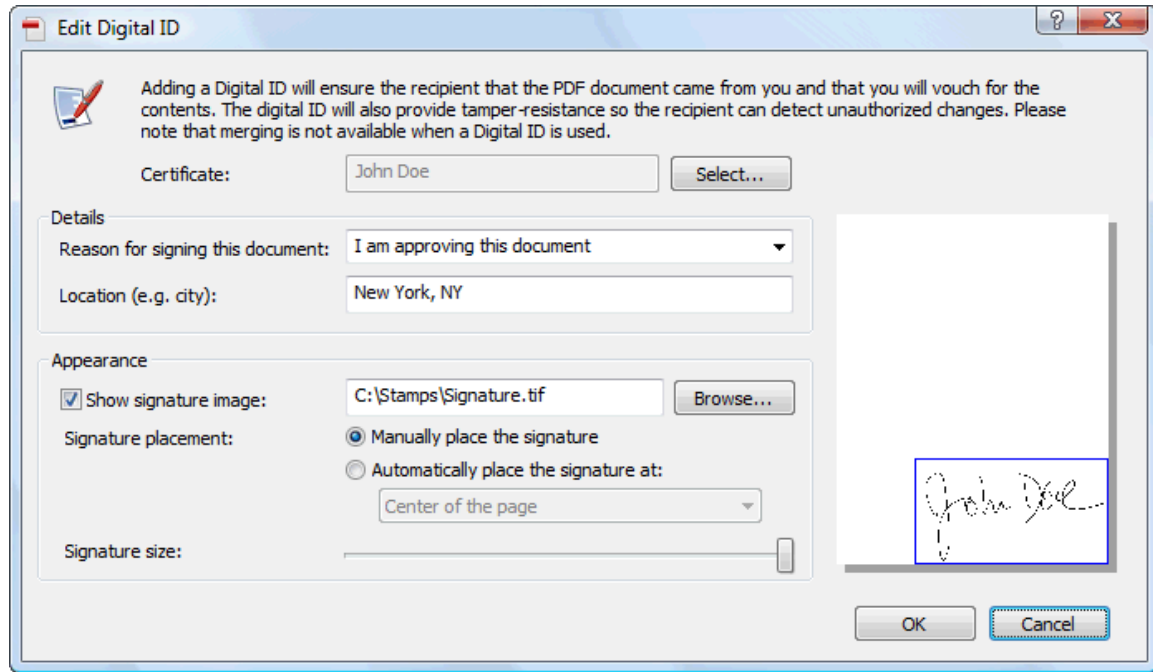 Edit Digital ID
Adding a Digital ID will ensure the recipient that the PDF document came from you and that you will vouch for the
contents. The digital ID will also provide tamper-resistance so the recipient can detect unauthorized changes. Please
note that merging is not available when a Digital ID is used.
Certificate: John Doe Select...
Details
Reason for signing this document: I am approving this document
Location (e.g. city): New York, NY
Appearance
Show signature image: C:\Stamps\Signature.tif Browse...
Signature placement: Manually place the signature
Automatically place the signature at:
Center of the page
John Doe
Signature size:
OK Cancel